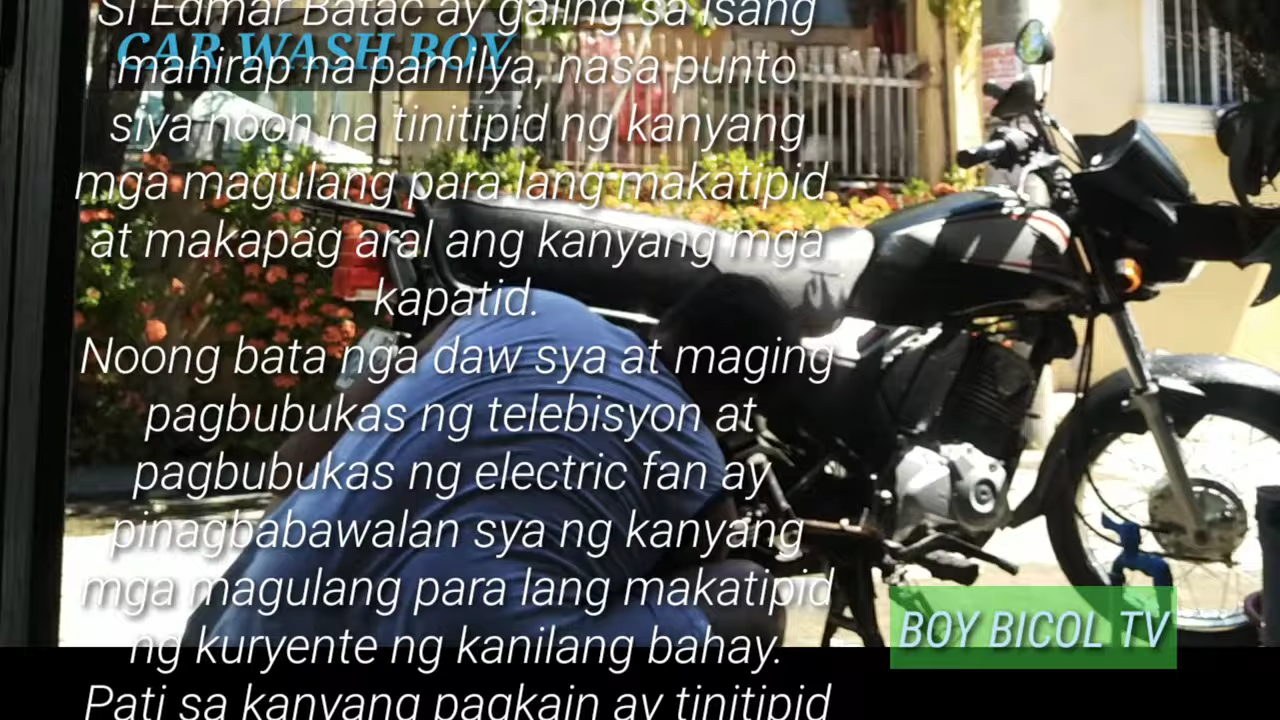 Si Edmar Batac ay galing sa isang
CAR WASH BOY
mahirap na pamilya, nasa punto
siya noon na tinitipid ng kanyang
mga magulang para lang makatipid
at makapag aral ang kanyang mga
kapatid.
Noong bata nga daw sya at maging
pagbubukas ng telebisyon at
pagbubukas ng electric fan ay
pinagbabawalan sya ng kanyang
mga magulang para lang makatipid
ng kuryente ng kanilang bahay.
Pati sa kanyang pagkain ay tinitipid
BOY BICOL TV